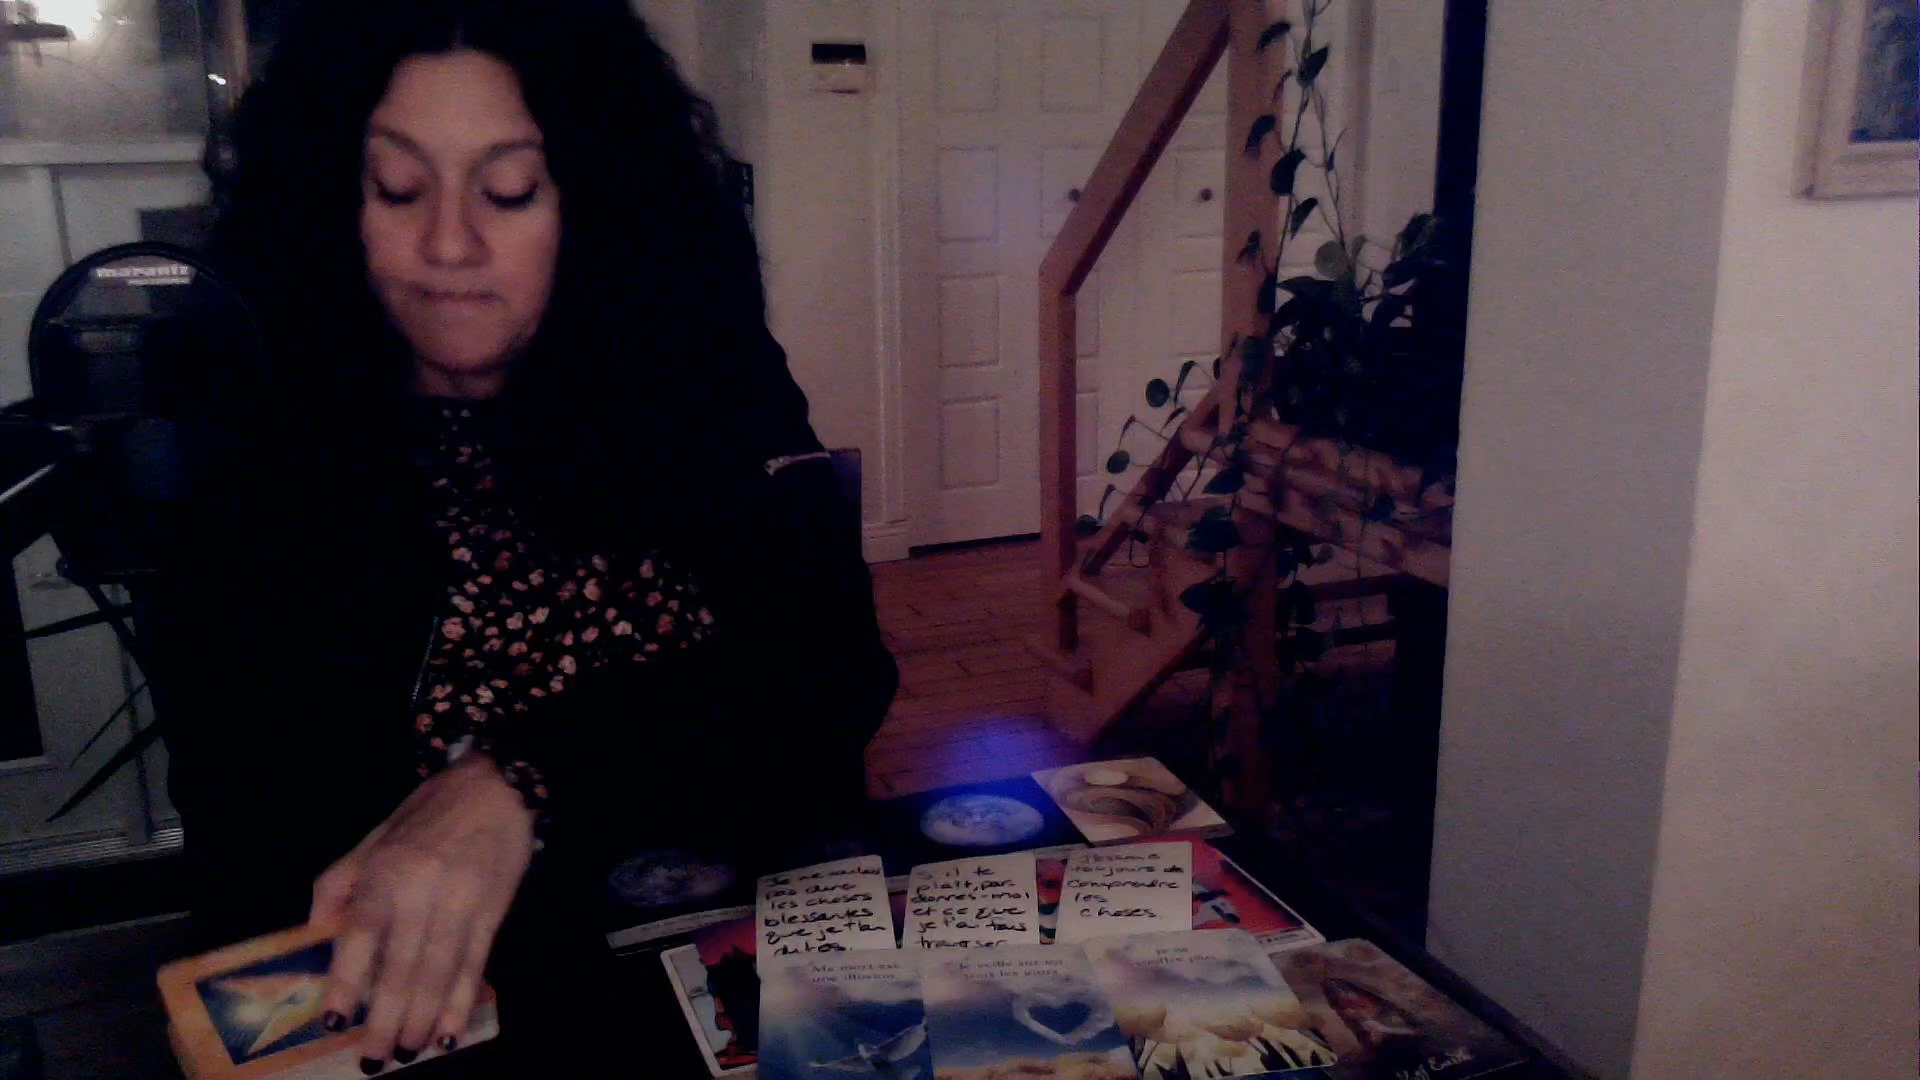 marantz
Je ne voulais
pas dire
les choses
blessantes
que je t'ai
dites.
S'il te
plaît, par-
donnes-moi
et ce que
je t'ai fais
traverser
J'essaie
toujours de
comprendre
les
choses.
Ma mort est
une illusion
Je veille sur toi
tous les jours
Je ne
souffre plus